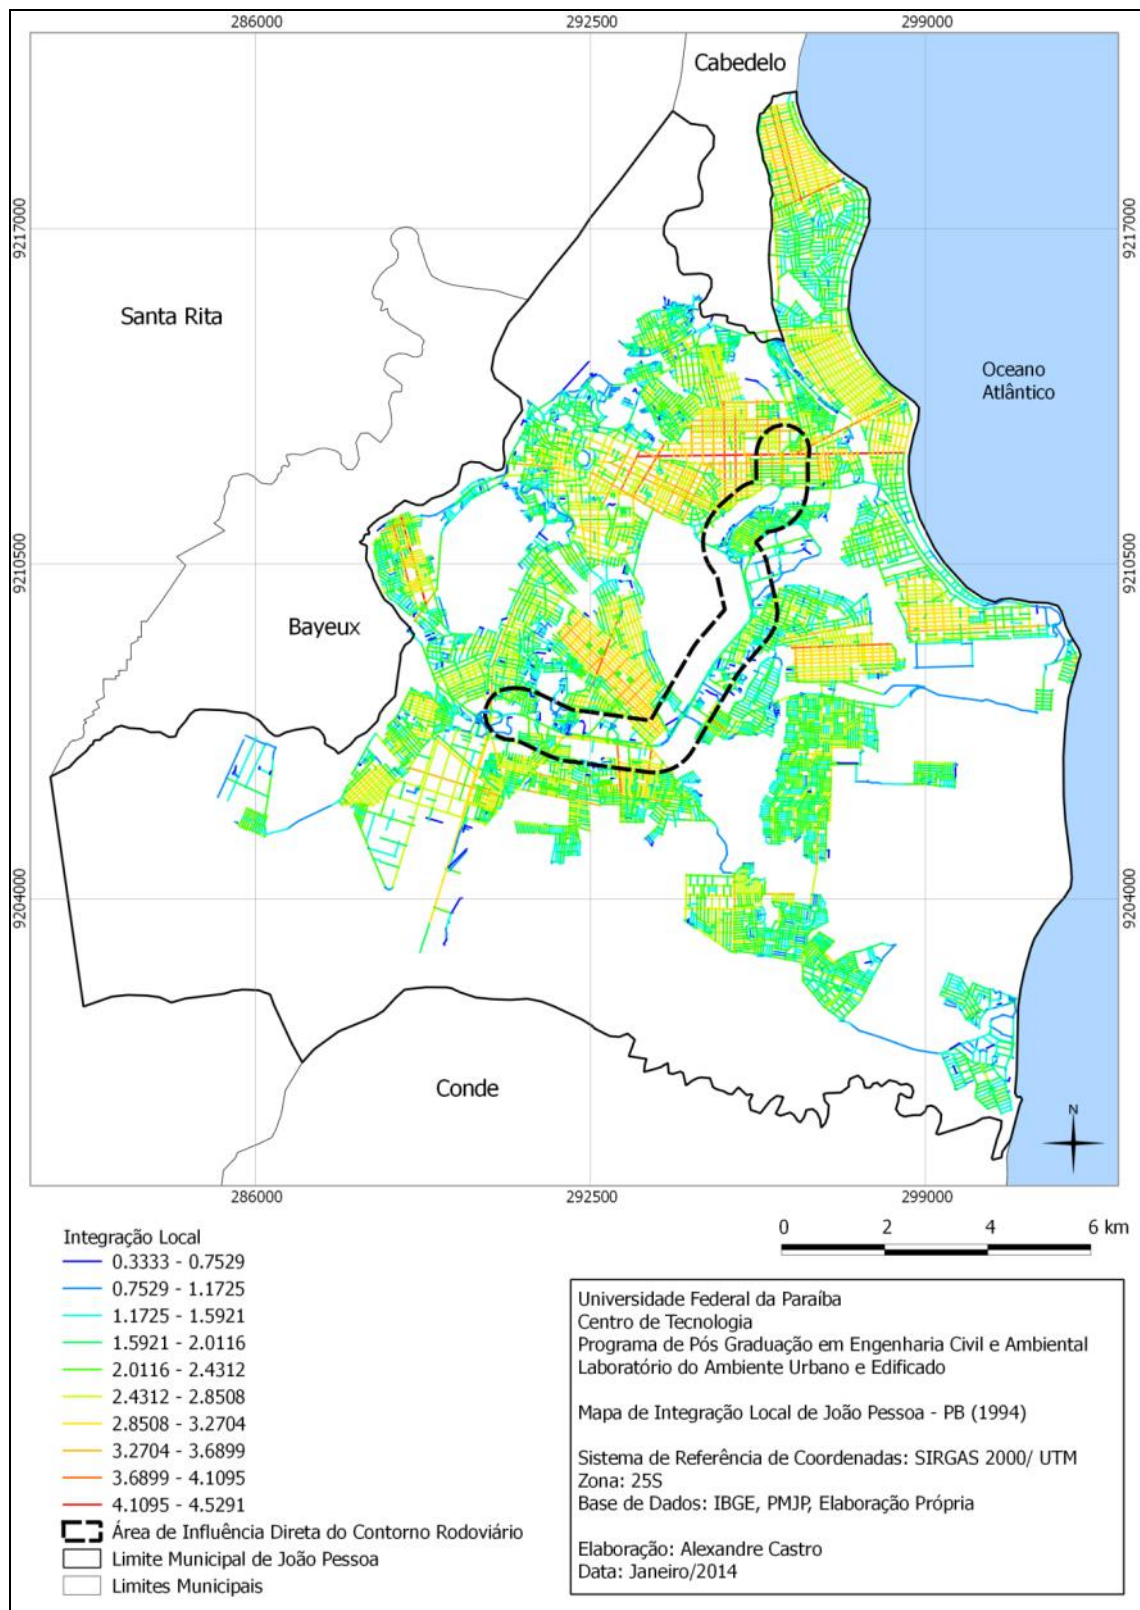 286000
292500
299000
Cabedelo
9217000
9217000
Santa Rita
Oceano
Atlântico
9210500
9210500
Bayeux
9204000
9204000
Conde
N
286000
292500
299000
Integração Local
0.3333 - 0.7529
0.7529 - 1.1725
1.1725 - 1.5921
1.5921 - 2.0116
2.0116 - 2.4312
2.4312 - 2.8508
2.8508 - 3.2704
3.2704 - 3.6899
3.6899 - 4.1095
4.1095 - 4.5291
Área de Influência Direta do Contorno Rodoviário
Limite Municipal de João Pessoa
Limites Municipais
0 2 4 6 km
Universidade Federal da Paraíba
Centro de Tecnologia
Programa de Pós Graduação em Engenharia Civil e Ambiental
Laboratório do Ambiente Urbano e Edificado
Mapa de Integração Local de João Pessoa - PB (1994)
Sistema de Referência de Coordenadas: SIRGAS 2000/ UTM
Zona: 25S
Base de Dados: IBGE, PMJP, Elaboração Própria
Elaboração: Alexandre Castro
Data: Janeiro/2014